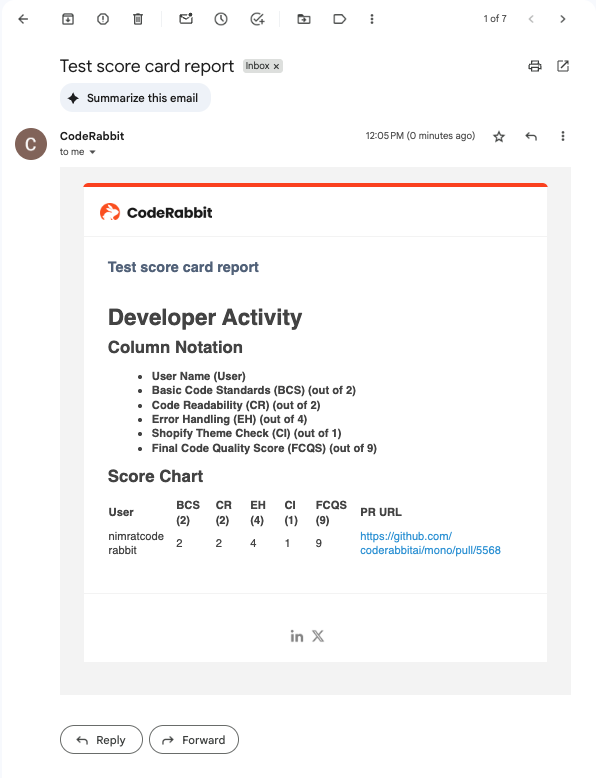 1 of 7
Test score card report Inbox ×
Summarize this email
C
CodeRabbit
12:05 PM (0 minutes ago)
to me
CodeRabbit
Test score card report
Developer Activity
Column Notation
• User Name (User)
• Basic Code Standards (BCS) (out of 2)
• Code Readability (CR) (out of 2)
• Error Handling (EH) (out of 4)
• Shopify Theme Check (CI) (out of 1)
• Final Code Quality Score (FCQS) (out of 9)
Score Chart
User BCS (2) CR (2) EH (4) CI (1) FCQS (9) PR URL
nimratcode 2 2 4 1 9 https://github.com/
rabbit coderabbitai/mono/pull/5568
in X
Reply Forward